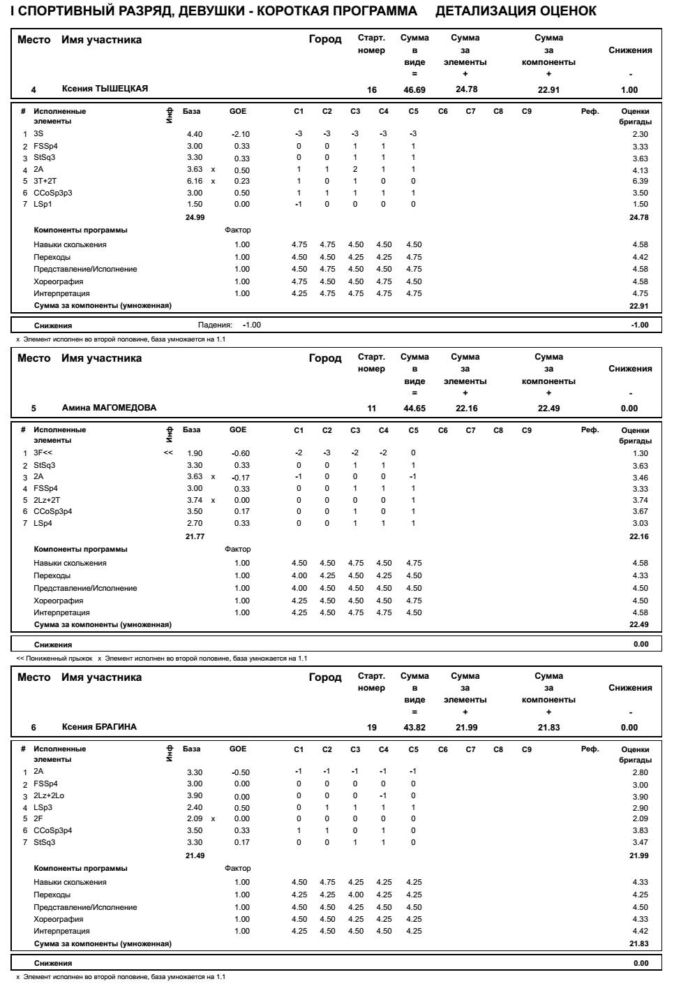 I СПОРТИВНЫЙ РАЗРЯД, ДЕВУШКИ - КОРОТКАЯ ПРОГРАММА ДЕТАЛИЗАЦИЯ ОЦЕНОК
Место Имя участника Город Старт. номер Сумма в виде = Сумма за элементы + Сумма за компоненты + Снижения -
4 Ксения ТЫШЕЦКАЯ 16 46.69 24.78 22.91 1.00
# Исполненные элементы Инф База GOE C1 C2 C3 C4 C5 C6 C7 C8 C9 Реф. Оценки бригады
1 3S 4.40 -2.10 -3 -3 -3 -3 -3 2.30
2 FSSp4 3.00 0.33 0 0 1 1 1 3.33
3 StSq3 3.30 0.33 0 0 1 1 1 3.63
4 2A 3.63 x 0.50 1 1 2 1 1 4.13
5 3T+2T 6.16 x 0.23 1 0 1 0 0 6.39
6 CCoSp3p3 3.00 0.50 1 1 1 1 1 3.50
7 LSp1 1.50 0.00 -1 0 0 0 0 1.50
24.99 24.78
Компоненты программы Фактор
Навыки скольжения 1.00 4.75 4.75 4.50 4.50 4.50 4.58
Переходы 1.00 4.50 4.50 4.25 4.25 4.75 4.42
Представление/Исполнение 1.00 4.50 4.75 4.50 4.50 4.75 4.58
Хореография 1.00 4.75 4.50 4.50 4.75 4.50 4.58
Интерпретация 1.00 4.25 4.75 4.75 4.75 4.75 4.75
Сумма за компоненты (умноженная) 22.91
Снижения Падения: -1.00 -1.00
x Элемент исполнен во второй половине, база умножается на 1.1
Место Имя участника Город Старт. номер Сумма в виде = Сумма за элементы + Сумма за компоненты + Снижения -
5 Амина МАГОМЕДОВА 11 44.65 22.16 22.49 0.00
# Исполненные элементы Инф База GOE C1 C2 C3 C4 C5 C6 C7 C8 C9 Реф. Оценки бригады
1 3F<< << 1.90 -0.60 -2 -3 -2 -2 0 1.30
2 StSq3 3.30 0.33 0 0 1 1 1 3.63
3 2A 3.63 x -0.17 -1 0 0 0 -1 3.46
4 FSSp4 3.00 0.33 0 0 1 1 1 3.33
5 2Lz+2T 3.74 x 0.00 0 0 0 0 1 3.74
6 CCoSp3p4 3.50 0.17 0 0 1 0 1 3.67
7 LSp4 2.70 0.33 0 0 1 1 1 3.03
21.77 22.16
Компоненты программы Фактор
Навыки скольжения 1.00 4.50 4.50 4.75 4.50 4.75 4.58
Переходы 1.00 4.00 4.25 4.50 4.25 4.50 4.33
Представление/Исполнение 1.00 4.00 4.50 4.50 4.50 4.50 4.50
Хореография 1.00 4.25 4.50 4.50 4.50 4.75 4.50
Интерпретация 1.00 4.25 4.50 4.75 4.75 4.50 4.58
Сумма за компоненты (умноженная) 22.49
Снижения 0.00
<< Пониженный прыжок x Элемент исполнен во второй половине, база умножается на 1.1
Место Имя участника Город Старт. номер Сумма в виде = Сумма за элементы + Сумма за компоненты + Снижения -
6 Ксения БРАГИНА 19 43.82 21.99 21.83 0.00
# Исполненные элементы Инф База GOE C1 C2 C3 C4 C5 C6 C7 C8 C9 Реф. Оценки бригады
1 2A 3.30 -0.50 -1 -1 -1 -1 -1 2.80
2 FSSp4 3.00 0.00 0 0 0 0 0 3.00
3 2Lz+2Lo 3.90 0.00 0 0 0 -1 0 3.90
4 LSp3 2.40 0.50 0 1 1 1 1 2.90
5 2F 2.09 x 0.00 0 0 0 0 0 2.09
6 CCoSp3p4 3.50 0.33 1 1 0 1 0 3.83
7 StSq3 3.30 0.17 0 0 1 1 0 3.47
21.49 21.99
Компоненты программы Фактор
Навыки скольжения 1.00 4.50 4.75 4.25 4.25 4.25 4.33
Переходы 1.00 4.25 4.25 4.00 4.25 4.25 4.25
Представление/Исполнение 1.00 4.50 4.50 4.25 4.50 4.50 4.50
Хореография 1.00 4.50 4.50 4.25 4.25 4.25 4.33
Интерпретация 1.00 4.25 4.50 4.50 4.50 4.25 4.42
Сумма за компоненты (умноженная) 21.83
Снижения 0.00
x Элемент исполнен во второй половине, база умножается на 1.1